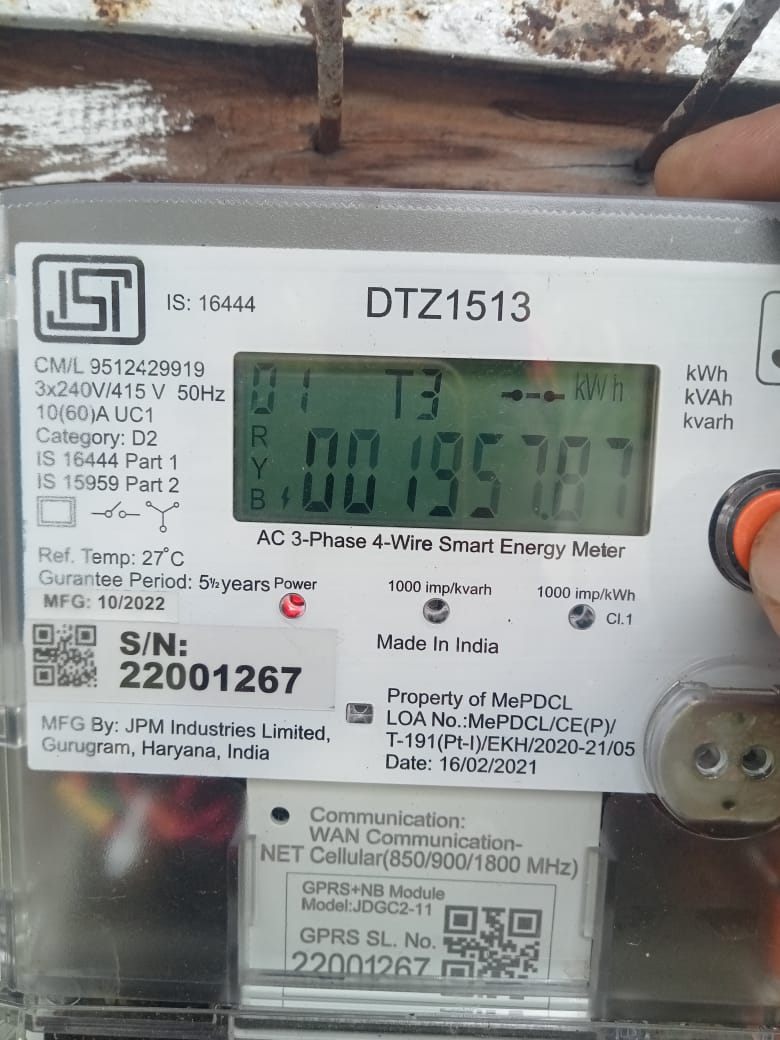 IS: 16444
DTZ1513
CM/L 9512429919
3x240V/415 V 50Hz
10(60)A UC1
Category: D2
IS 16444 Part 1
IS 15959 Part 2
01 T3 kWh
R
Y
B 001957.87
kWh
kVAh
kvarh
AC 3-Phase 4-Wire Smart Energy Meter
Ref. Temp: 27°C
Gurantee Period: 5½years
MFG: 10/2022
Power
1000 imp/kvarh
1000 imp/kWh
Cl.1
Made In India
S/N:
22001267
MFG By: JPM Industries Limited,
Gurugram, Haryana, India
Property of MePDCL
LOA No.:MePDCL/CE(P)/
T-191(Pt-I)/EKH/2020-21/05
Date: 16/02/2021
Communication:
WAN Communication-
NET Cellular(850/900/1800 MHz)
GPRS+NB Module
Model:JDGC2-11
GPRS SL. No.
22001267